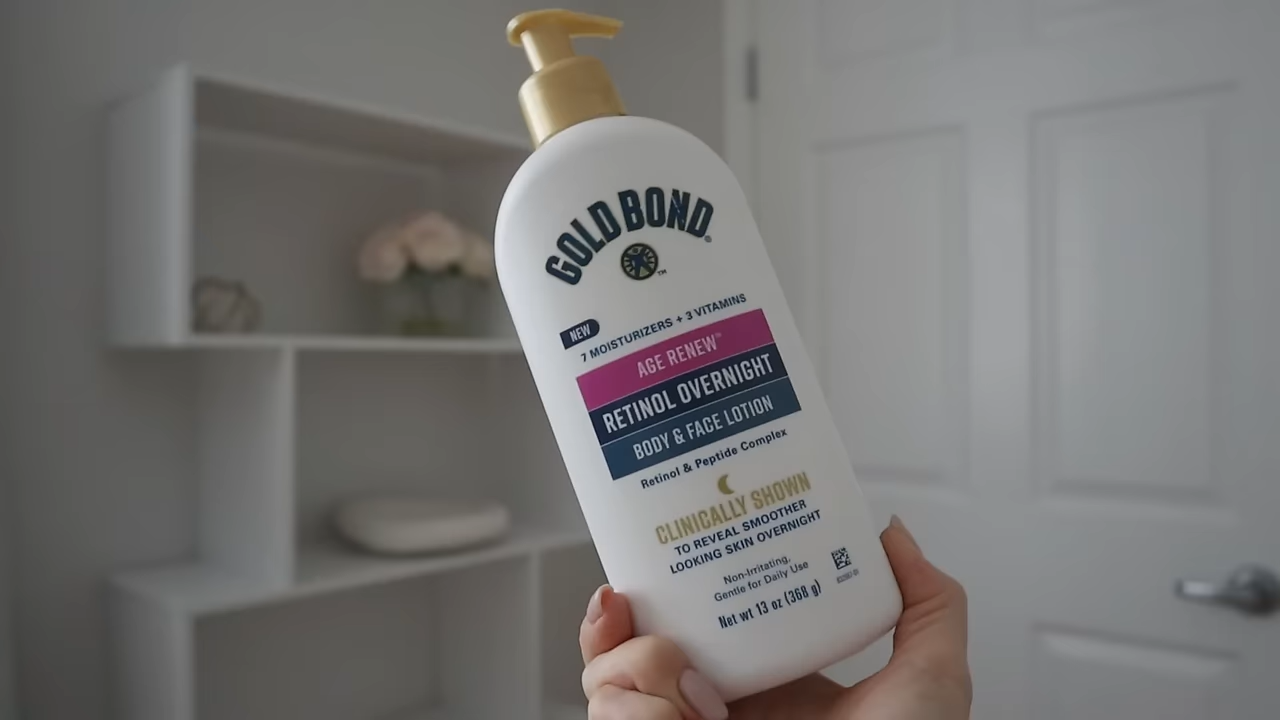 GOLD BOND®
™
NEW
7 MOISTURIZERS + 3 VITAMINS
AGE RENEW™
RETINOL OVERNIGHT
BODY & FACE LOTION
Retinol & Peptide Complex
CLINICALLY SHOWN
TO REVEAL SMOOTHER
LOOKING SKIN OVERNIGHT
Non-Irritating,
Gentle for Daily Use
Net wt 13 oz (368 g)